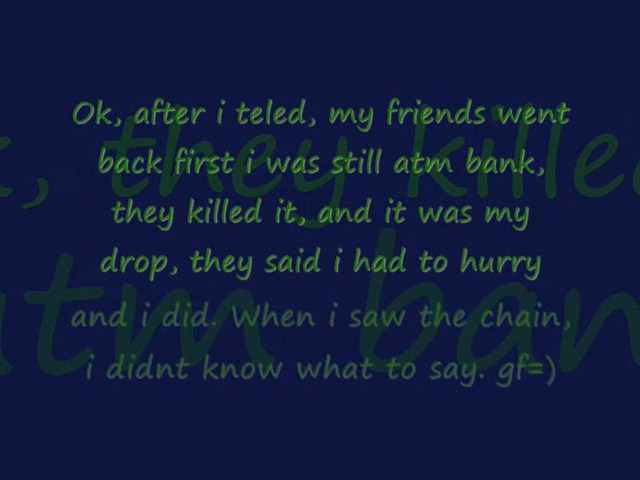 Ok, after i teled, my friends went
back first i was still atm bank,
they killed it, and it was my
drop, they said i had to hurry
and i did. When i saw the chain,
i didnt know what to say. gf=)